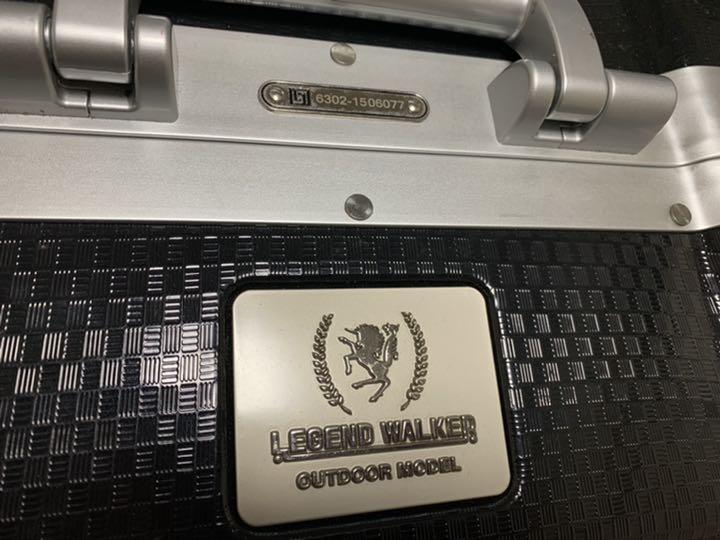 6302-1506077
LEGEND WALKER
OUTDOOR MODEL